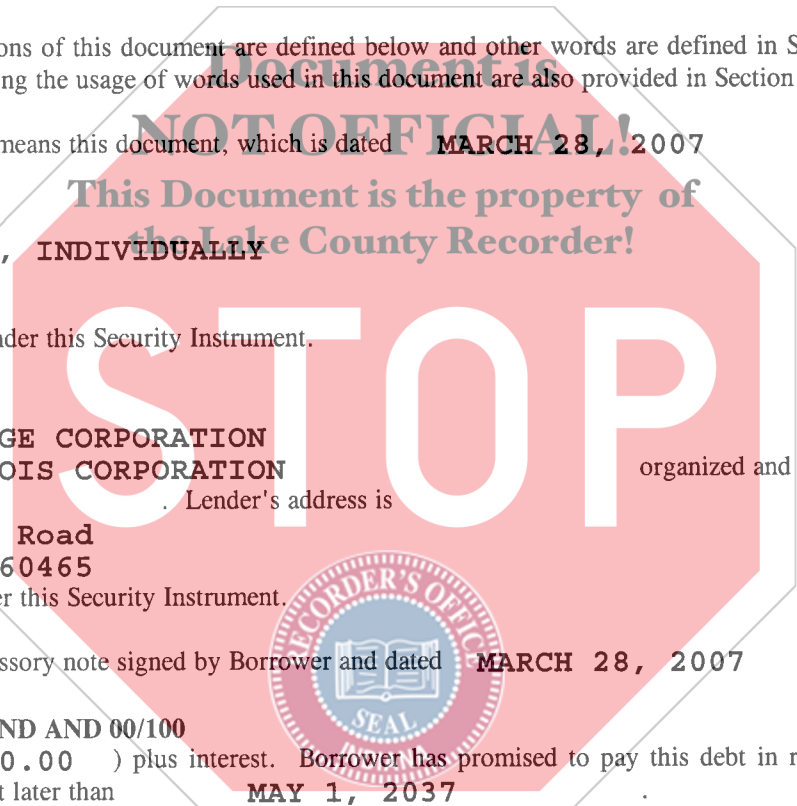 ons of this document are defined below and other words are defined in S
Document is
ng the usage of words used in this document are also provided in Section
NOT OFFICIAL!
means this document, which is dated MARCH 28, 2007
This Document is the property of
the Lake County Recorder!
, INDIVIDUALLY
nder this Security Instrument.
STOP
GE CORPORATION
OIS CORPORATION organized and
. Lender's address is
Road
60465
er this Security Instrument.
RECORDER'S OFFICE
ssory note signed by Borrower and dated MARCH 28, 2007
SEAL
ND AND 00/100
INDIANA
0.00 ) plus interest. Borrower has promised to pay this debt in r
t later than MAY 1, 2037 .